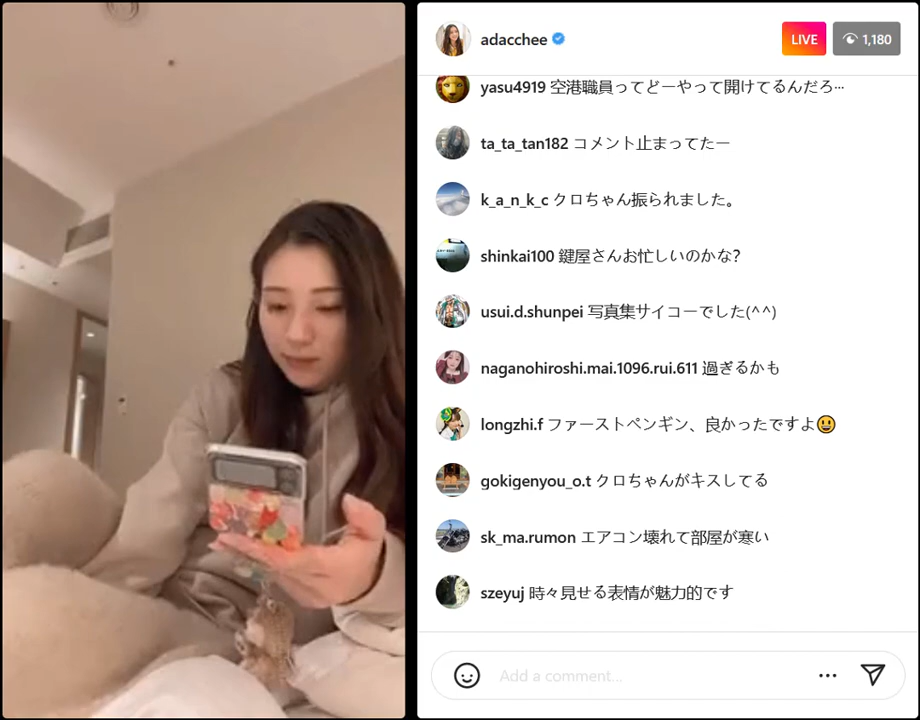 adacchee
LIVE
1,180
yasu4919 空港職員ってどーやって開けてるんだろ…
ta_ta_tan182 コメント止まってたー
k_a_n_k_c クロちゃん振られました。
shinkai100 鍵屋さんお忙しいのかな?
usui.d.shunpei 写真集サイコーでした(^^)
naganohiroshi.mai.1096.rui.611 過ぎるかも
longzhi.f ファーストペンギン、良かったですよ😃
gokigenyou_o.t クロちゃんがキスしてる
sk_ma.rumon エアコン壊れて部屋が寒い
szeyuj 時々見せる表情が魅力的です
Add a comment...